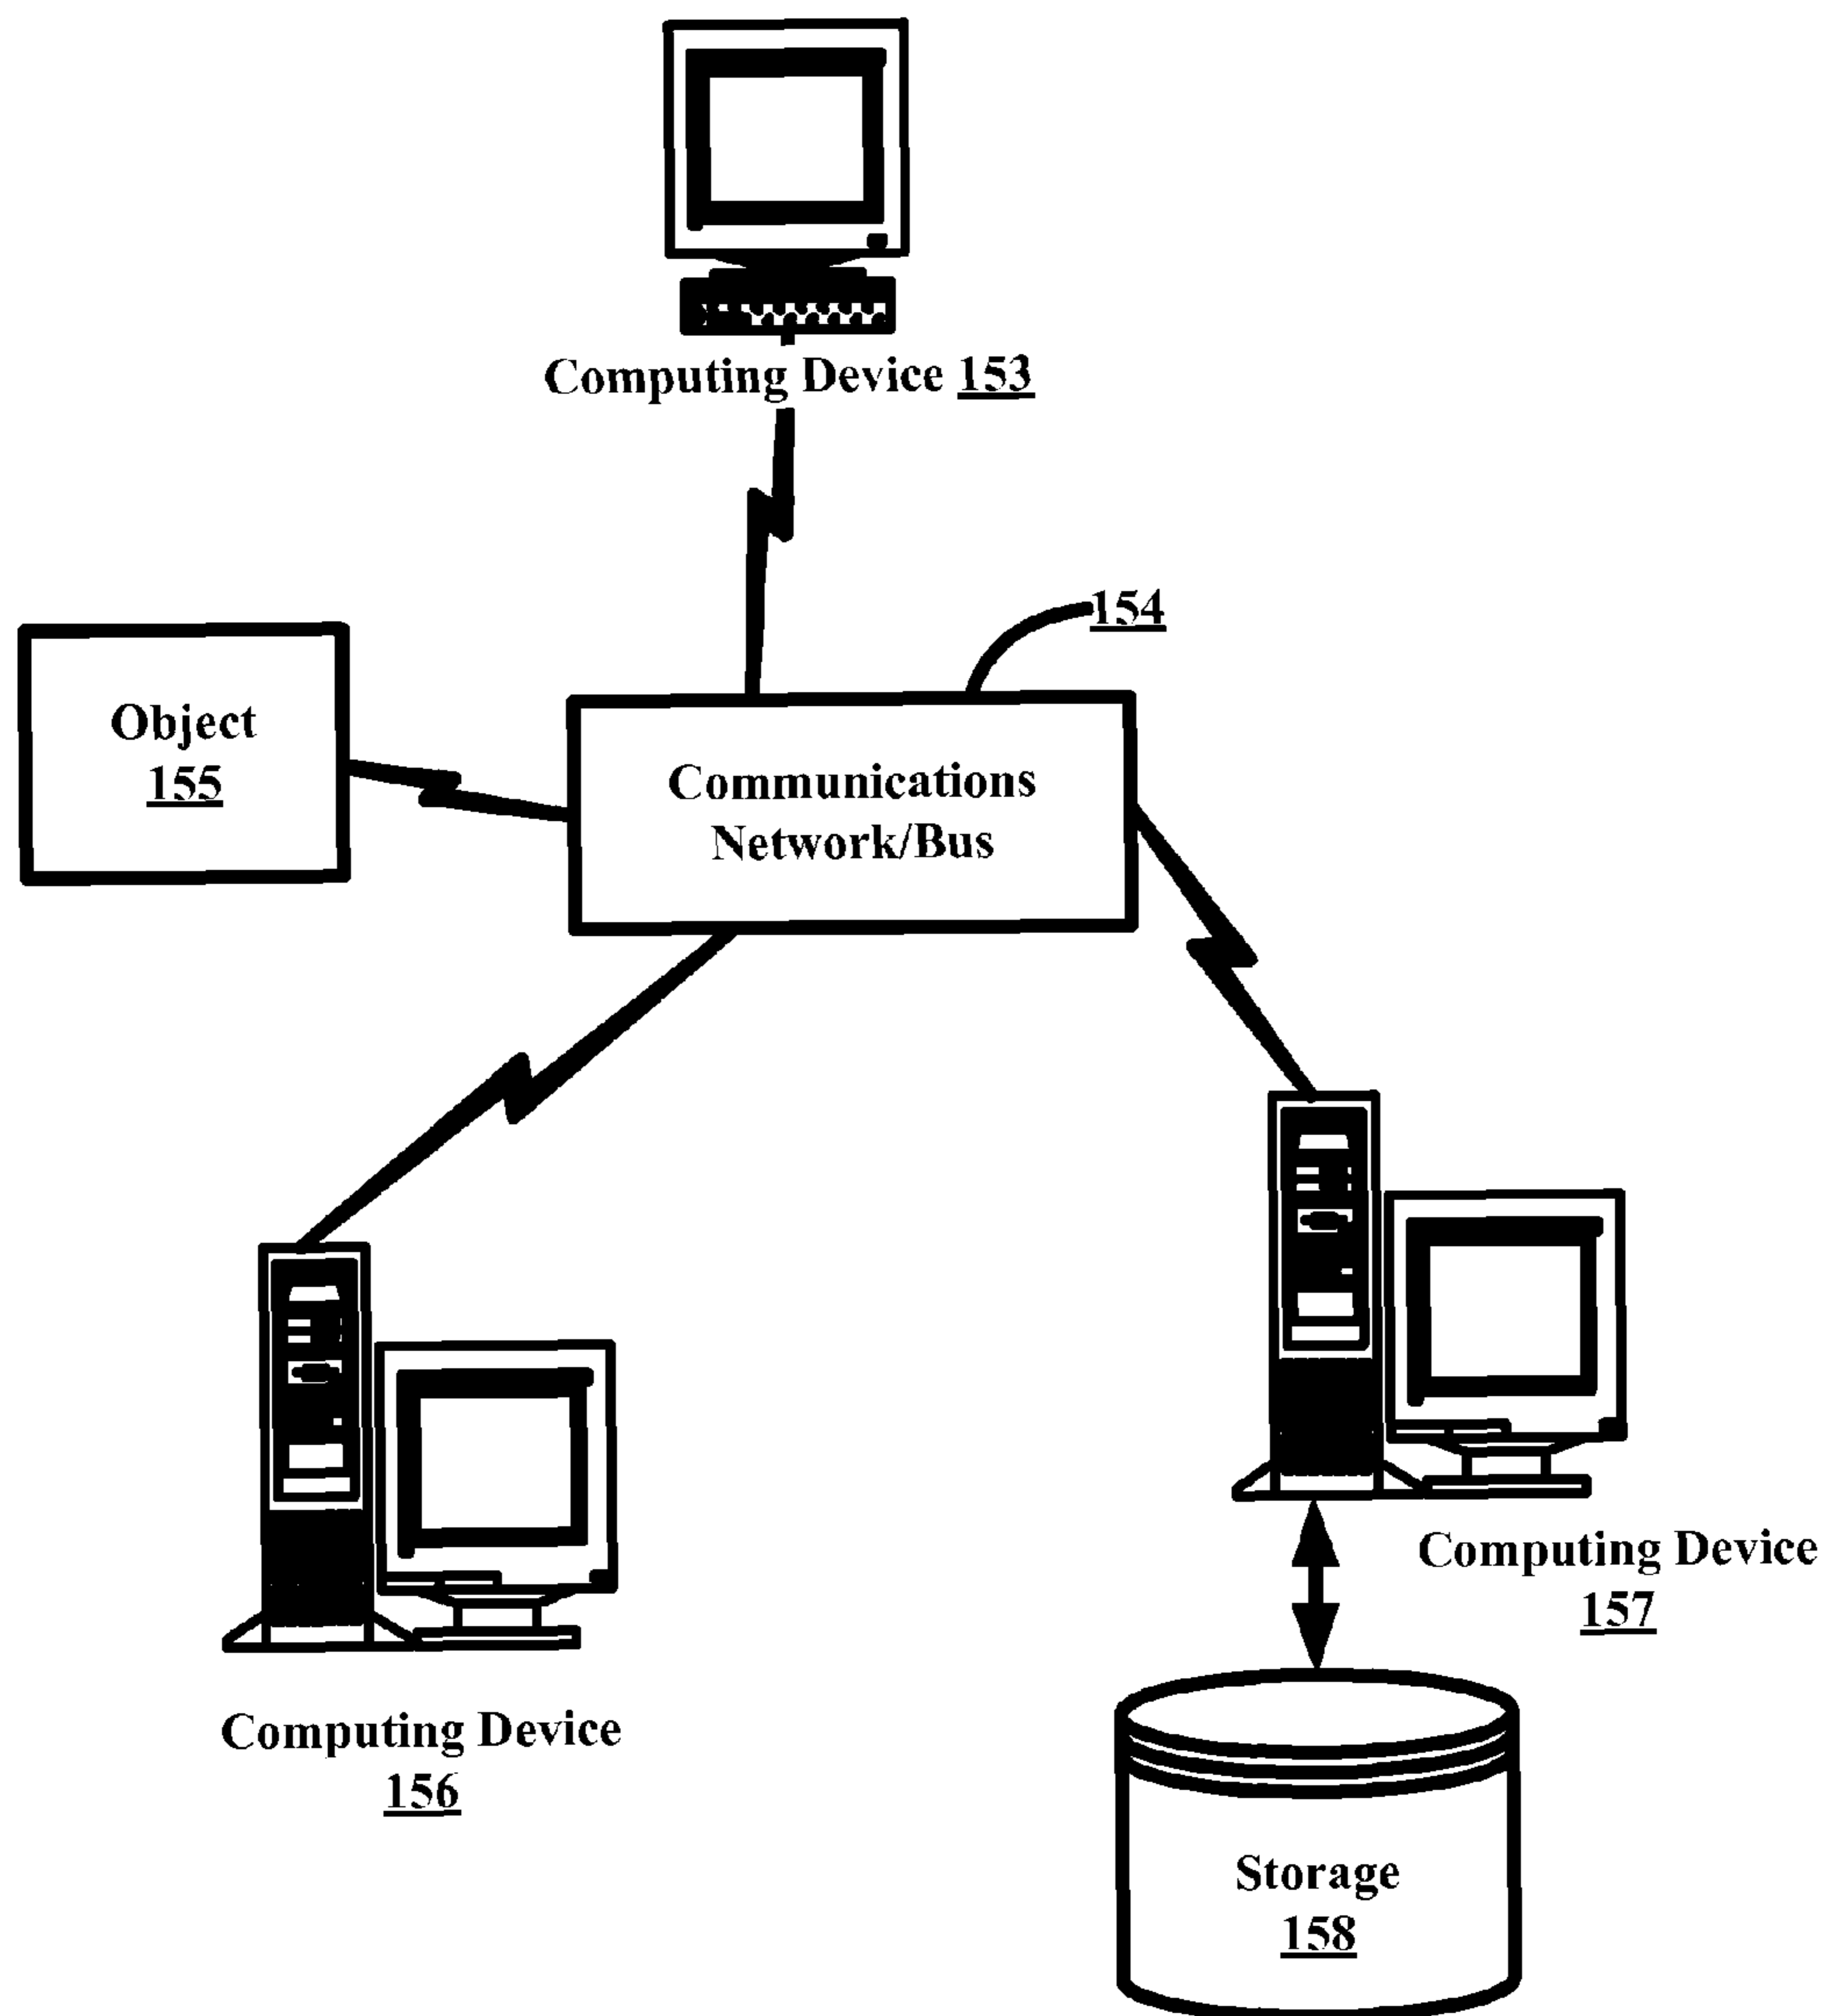 Computing Device 153
154
Object
155
Communications
Network/Bus
Computing Device
157
Computing Device
156
Storage
158